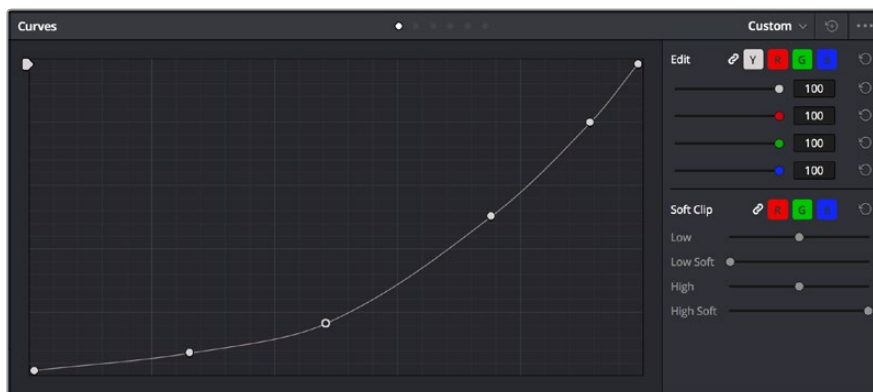 Curves
Custom
Edit
Y R G B
100
100
100
100
Soft Clip
R G B
Low
Low Soft
High
High Soft